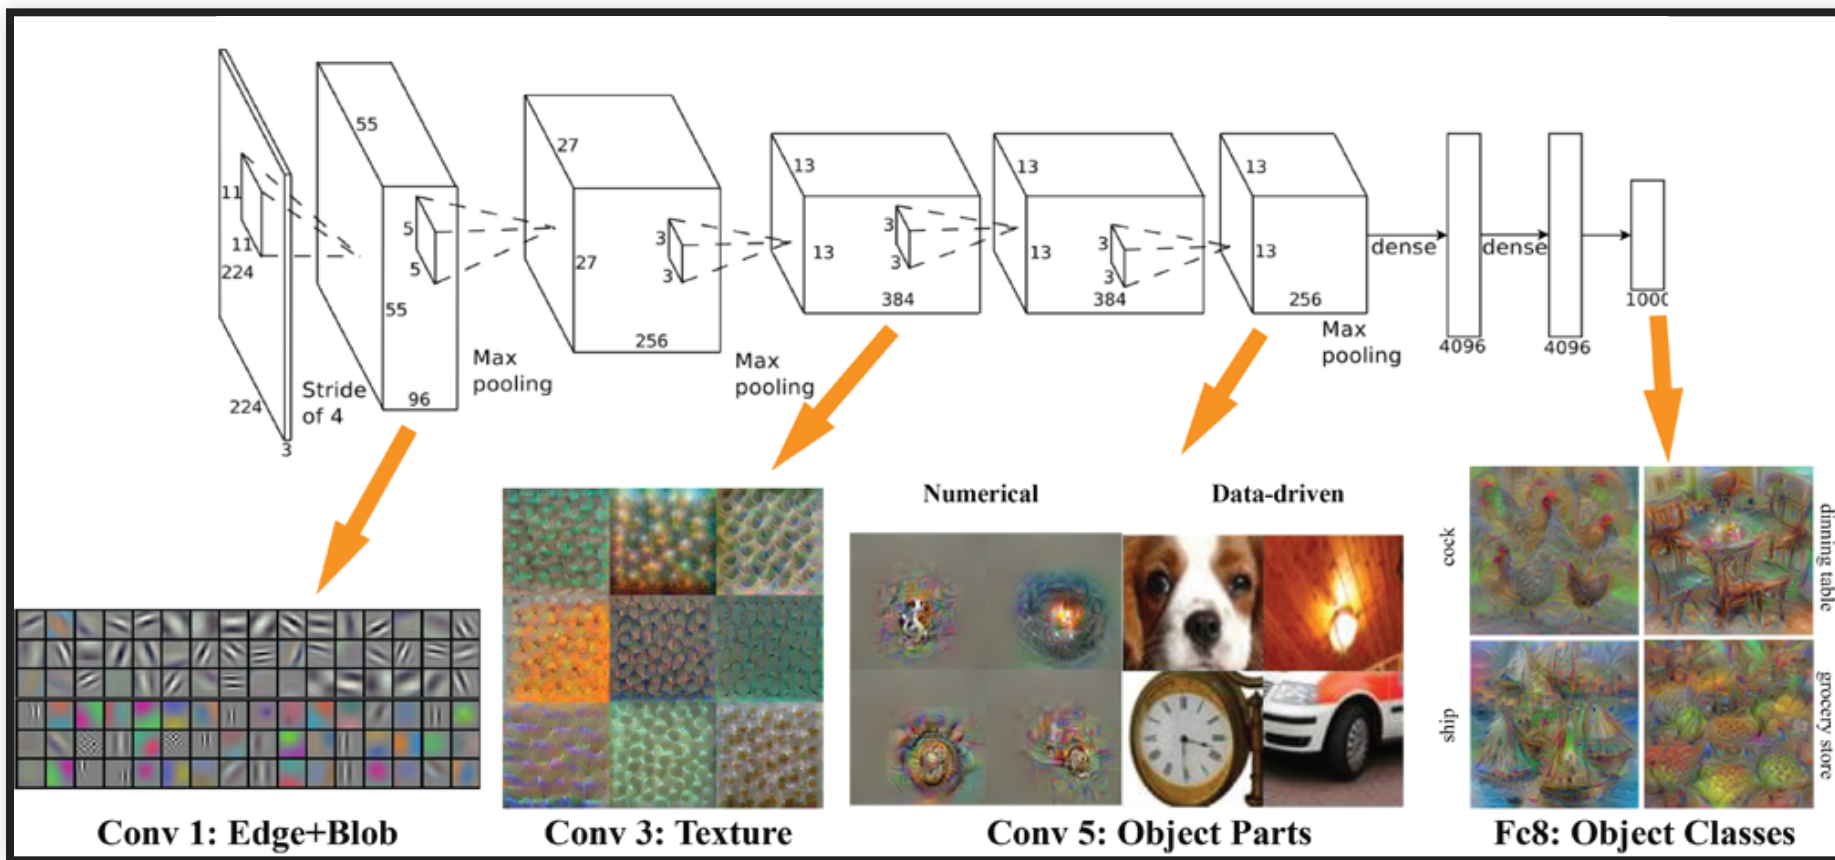 55
27
13
13
13
11
11
224
5
5
55
27
3
3
13
3
3
13
3
3
13
dense
dense
384
384
256
1000
256
Max
pooling
4096
4096
Max
pooling
Max
pooling
Stride
of 4
96
224
3
Numerical
Data-driven
cock
dinning table
ship
grocery store
Conv 1: Edge+Blob
Conv 3: Texture
Conv 5: Object Parts
Fc8: Object Classes